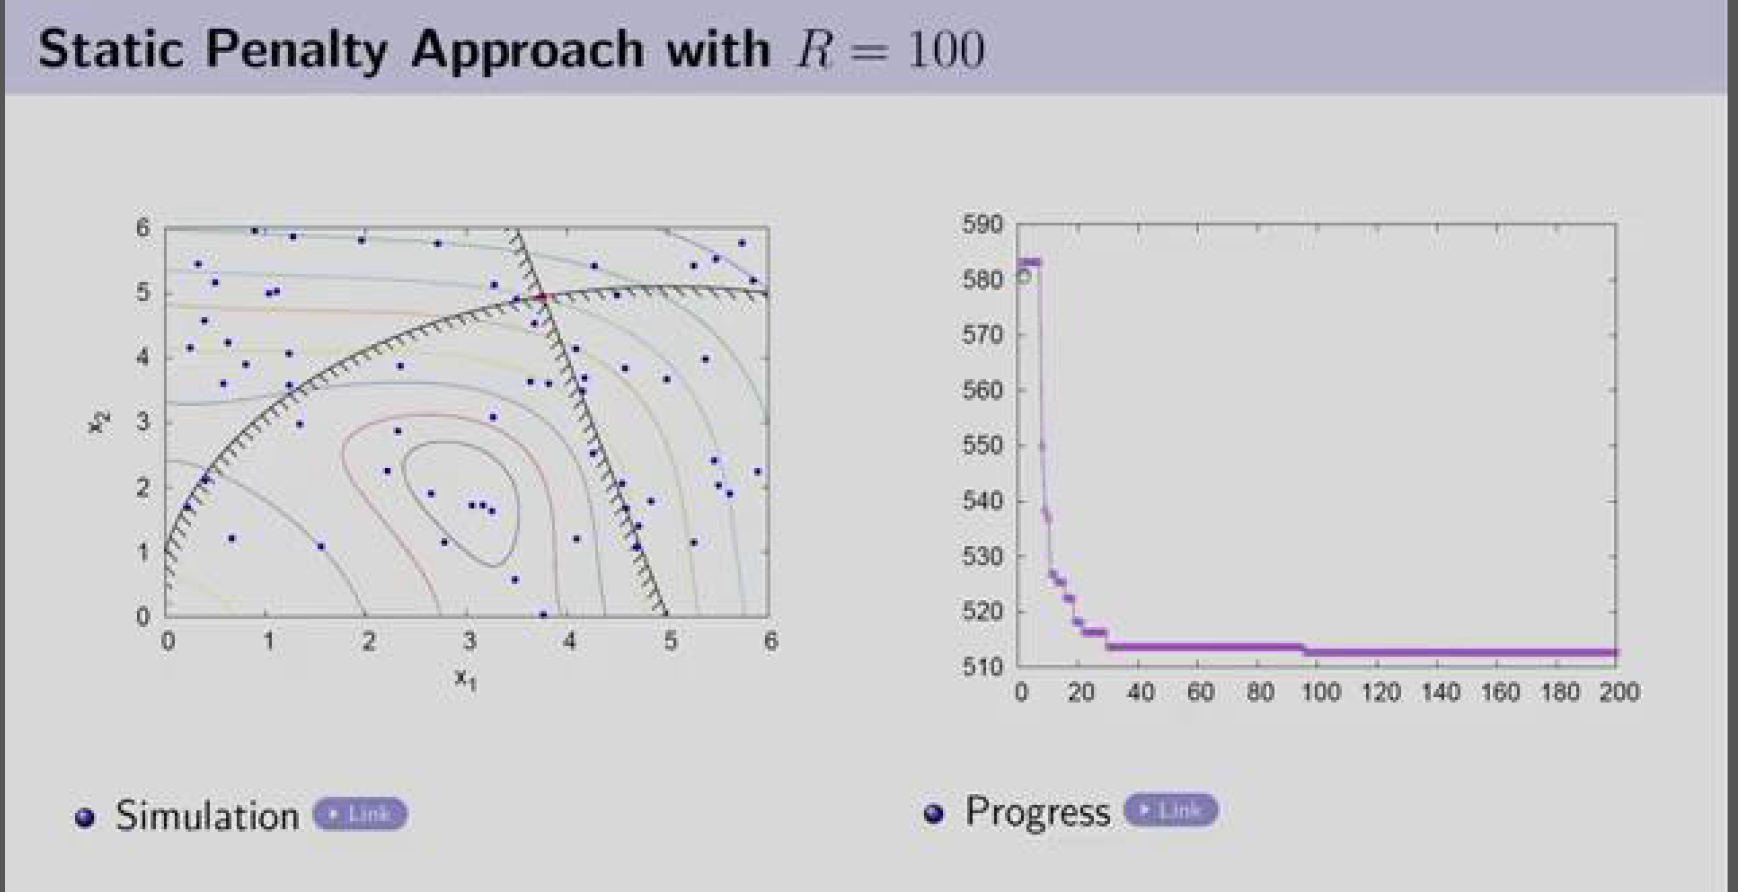 Static Penalty Approach with R = 100
6
5
4
3
2
1
0
x₂
0 1 2 3 4 5 6
x₁
590
580
570
560
550
540
530
520
510
0 20 40 60 80 100 120 140 160 180 200
Simulation Link
Progress Link